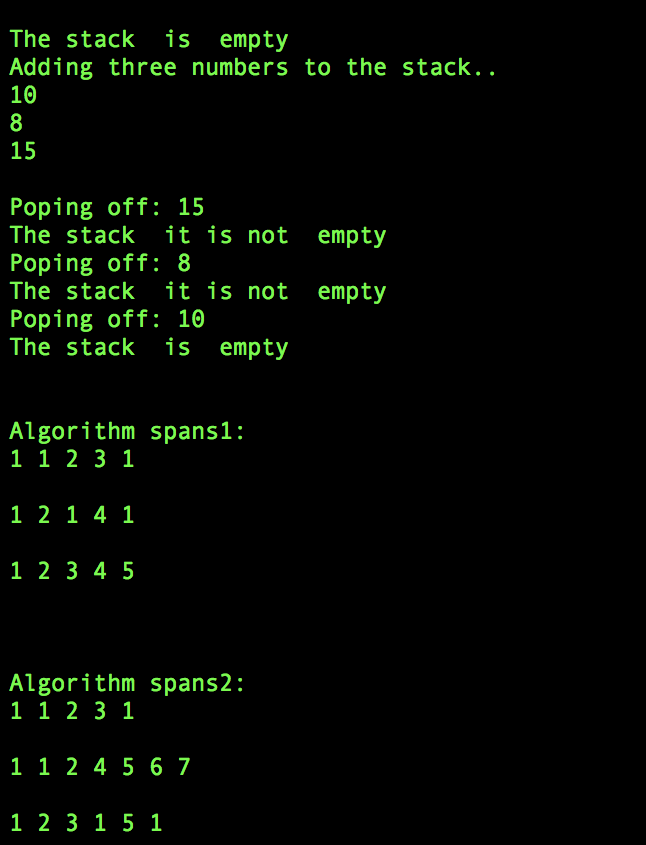 The stack  is  empty
Adding three numbers to the stack..
10
8
15
Poping off: 15
The stack  it is not  empty
Poping off: 8
The stack  it is not  empty
Poping off: 10
The stack  is  empty
Algorithm spans1:
1 1 2 3 1
1 2 1 4 1
1 2 3 4 5
Algorithm spans2:
1 1 2 3 1
1 1 2 4 5 6 7
1 2 3 1 5 1